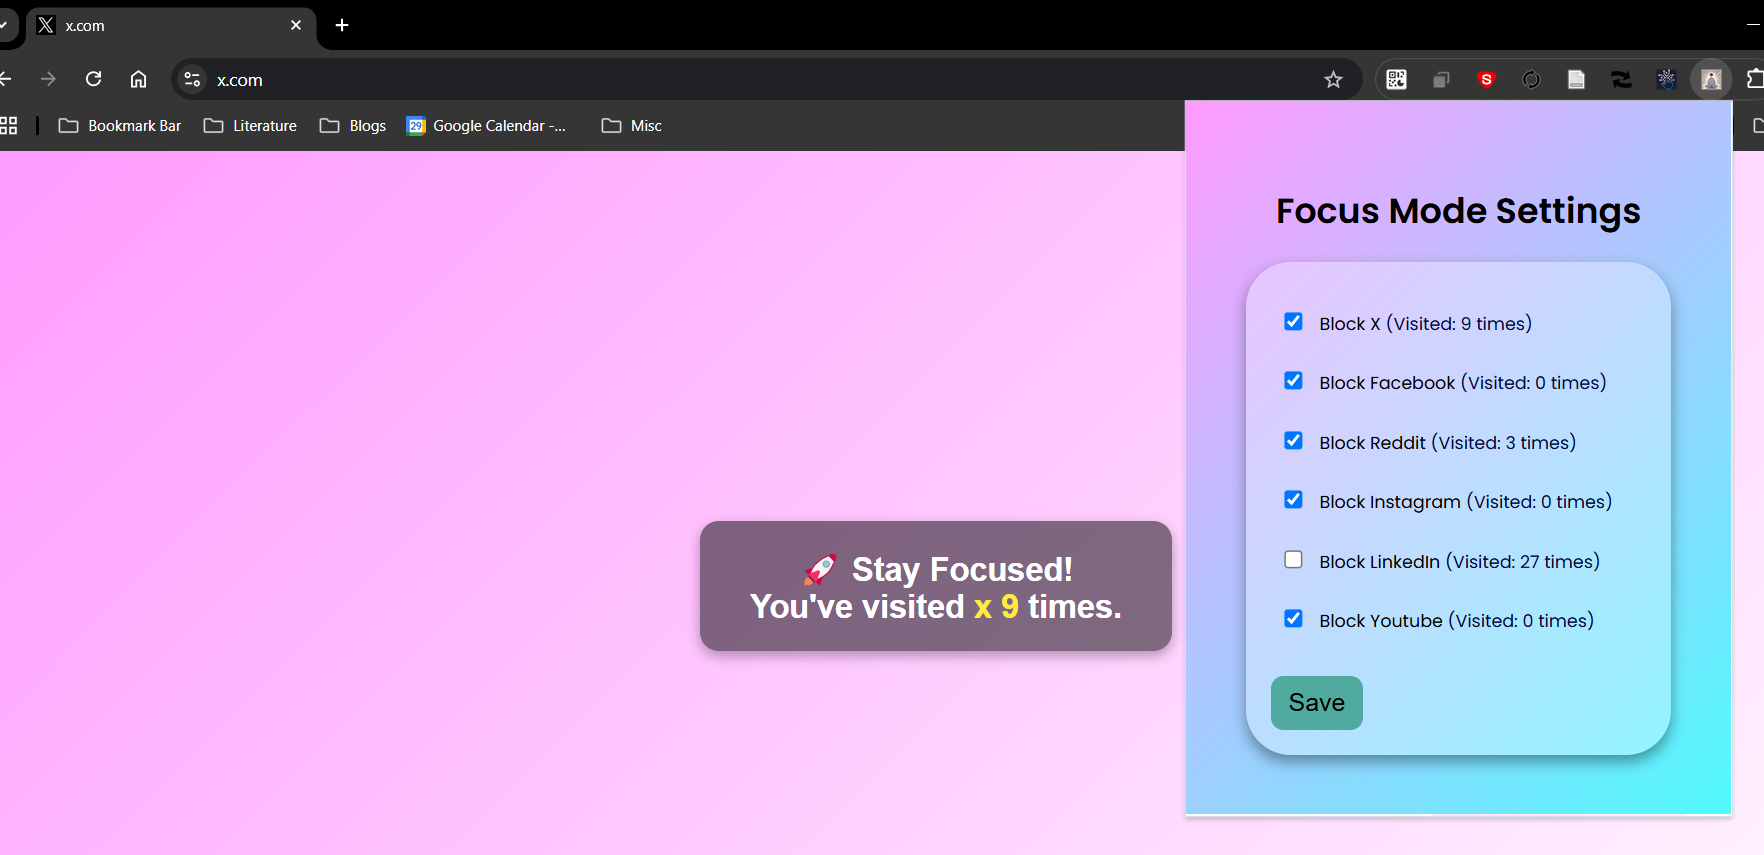 x.com
x.com
Bookmark Bar
Literature
Blogs
29
Google Calendar -...
Misc
S
Focus Mode Settings
Block X (Visited: 9 times)
Block Facebook (Visited: 0 times)
Block Reddit (Visited: 3 times)
Block Instagram (Visited: 0 times)
Block LinkedIn (Visited: 27 times)
Block Youtube (Visited: 0 times)
Save
🚀 Stay Focused!
You've visited x 9 times.